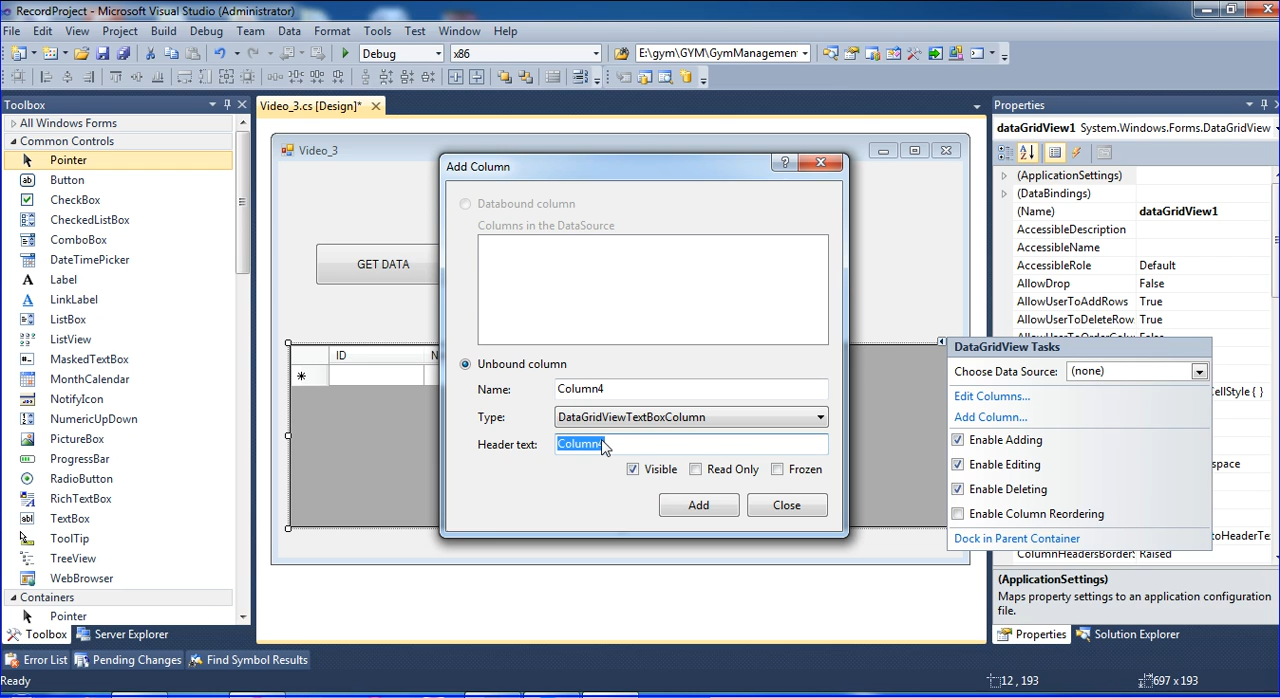 RecordProject - Microsoft Visual Studio (Administrator)
File Edit View Project Build Debug Team Data Format Tools Test Window Help
Debug x86 E:\gym\GYM\GymManagement
Toolbox
All Windows Forms
Common Controls
Pointer
Button
CheckBox
CheckedListBox
ComboBox
DateTimePicker
Label
LinkLabel
ListBox
ListView
MaskedTextBox
MonthCalendar
NotifyIcon
NumericUpDown
PictureBox
ProgressBar
RadioButton
RichTextBox
TextBox
ToolTip
TreeView
WebBrowser
Containers
Pointer
Toolbox Server Explorer
Video_3.cs [Design]*
Video_3
GET DATA
ID N
Add Column
Databound column
Columns in the DataSource
Unbound column
Name: Column4
Type: DataGridViewTextBoxColumn
Header text: Column4
Visible Read Only Frozen
Add Close
DataGridView Tasks
Choose Data Source: (none)
Edit Columns...
Add Column...
Enable Adding
Enable Editing
Enable Deleting
Enable Column Reordering
Dock in Parent Container
Properties
dataGridView1 System.Windows.Forms.DataGridView
(ApplicationSettings)
(DataBindings)
(Name) dataGridView1
AccessibleDescription
AccessibleName
AccessibleRole Default
AllowDrop False
AllowUserToAddRows True
AllowUserToDeleteRow True
CellStyle { }
space
toHeaderTe
ColumnHeadersBorder: Raised
(ApplicationSettings)
Maps property settings to an application configuration
file.
Properties Solution Explorer
Error List Pending Changes Find Symbol Results
Ready 12 , 193 697 x 193